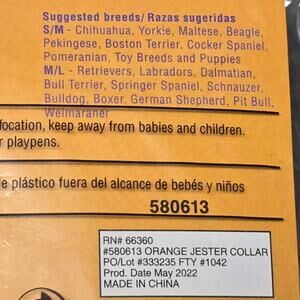 Suggested breeds/ Razas sugeridas
S/M - Chihuahua, Yorkie, Maltese, Beagle,
Pekingese, Boston Terrier, Cocker Spaniel,
Pomeranian, Toy Breeds and Puppies
M/L - Retrievers, Labradors, Dalmatian,
Bull Terrier, Springer Spaniel, Schnauzer,
Bulldog, Boxer, German Shepherd, Pit Bull,
Weimaraner
focation, keep away from babies and children.
r playpens.
e plástico fuera del alcance de bebés y niños
580613
RN# 66360
#580613 ORANGE JESTER COLLAR
PO/Lot #333235 FTY #1042
Prod. Date May 2022
MADE IN CHINA